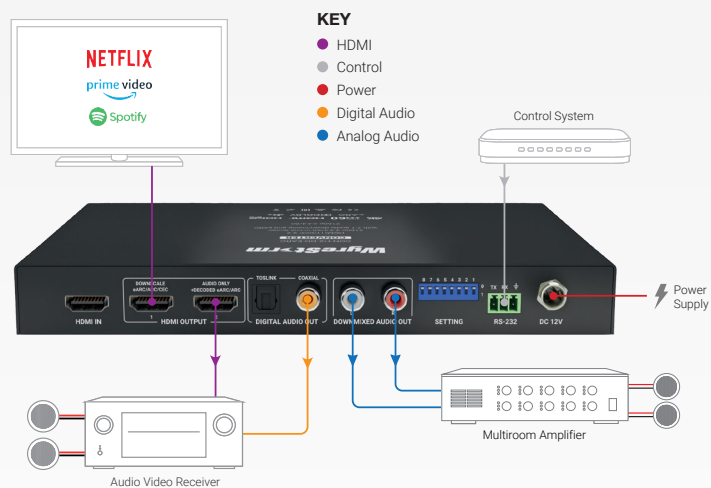 KEY
HDMI
Control
Power
Digital Audio
Analog Audio
NETFLIX
prime video
Spotify
Control System
WyreStorm
DOWNSCALE
eARC/ARC/CEC
AUDIO ONLY
+DECODED eARC/ARC
TOSLINK
COAXIAL
8 7 6 5 4 3 2 1
0
1
TX RX
HDMI IN
1
HDMI OUTPUT
DIGITAL AUDIO OUT
DOWN-MIXED AUDIO OUT
SETTING
RS-232
DC 12V
Power
Supply
Multiroom Amplifier
Audio Video Receiver